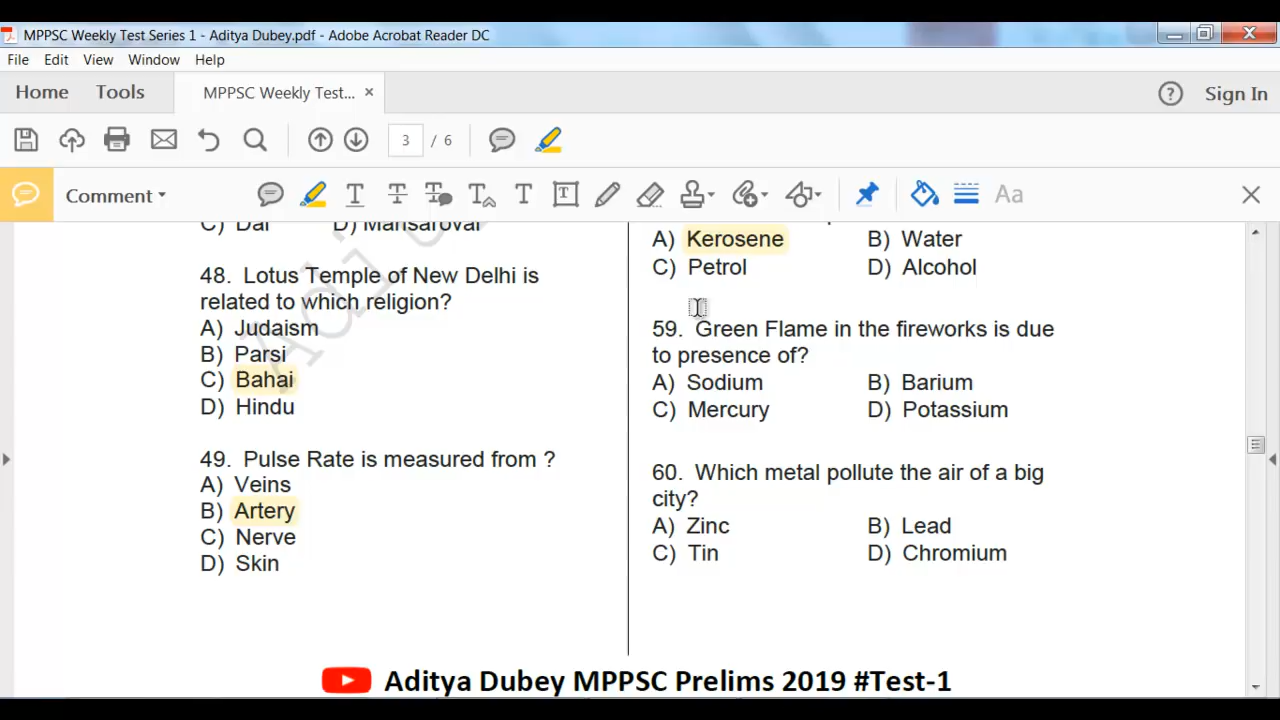 MPPSC Weekly Test Series 1 - Aditya Dubey.pdf - Adobe Acrobat Reader DC
File Edit View Window Help
Home Tools MPPSC Weekly Test... × Sign In
3 / 6
Comment
C) Dal D) Mansaroval
48. Lotus Temple of New Delhi is
related to which religion?
A) Judaism
B) Parsi
C) Bahai
D) Hindu
49. Pulse Rate is measured from ?
A) Veins
B) Artery
C) Nerve
D) Skin
A) Kerosene B) Water
C) Petrol D) Alcohol
59. Green Flame in the fireworks is due
to presence of?
A) Sodium B) Barium
C) Mercury D) Potassium
60. Which metal pollute the air of a big
city?
A) Zinc B) Lead
C) Tin D) Chromium
Aditya Dubey MPPSC Prelims 2019 #Test-1